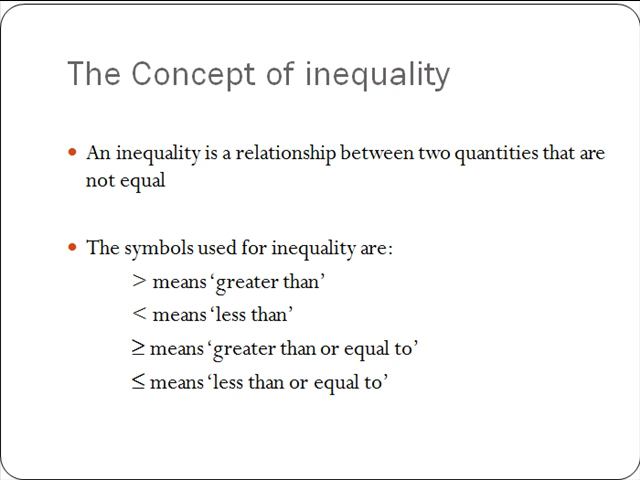 The Concept of inequality
• An inequality is a relationship between two quantities that are
not equal
• The symbols used for inequality are:
> means ‘greater than’
< means ‘less than’
≥ means ‘greater than or equal to’
≤ means ‘less than or equal to’